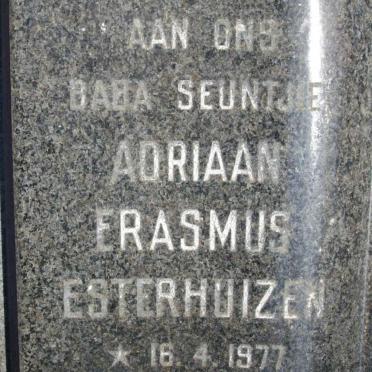 AAN ONS
BABA SEUNTJIE
ADRIAAN
ERASMUS
ESTERHUIZEN
★ 16.4.1977